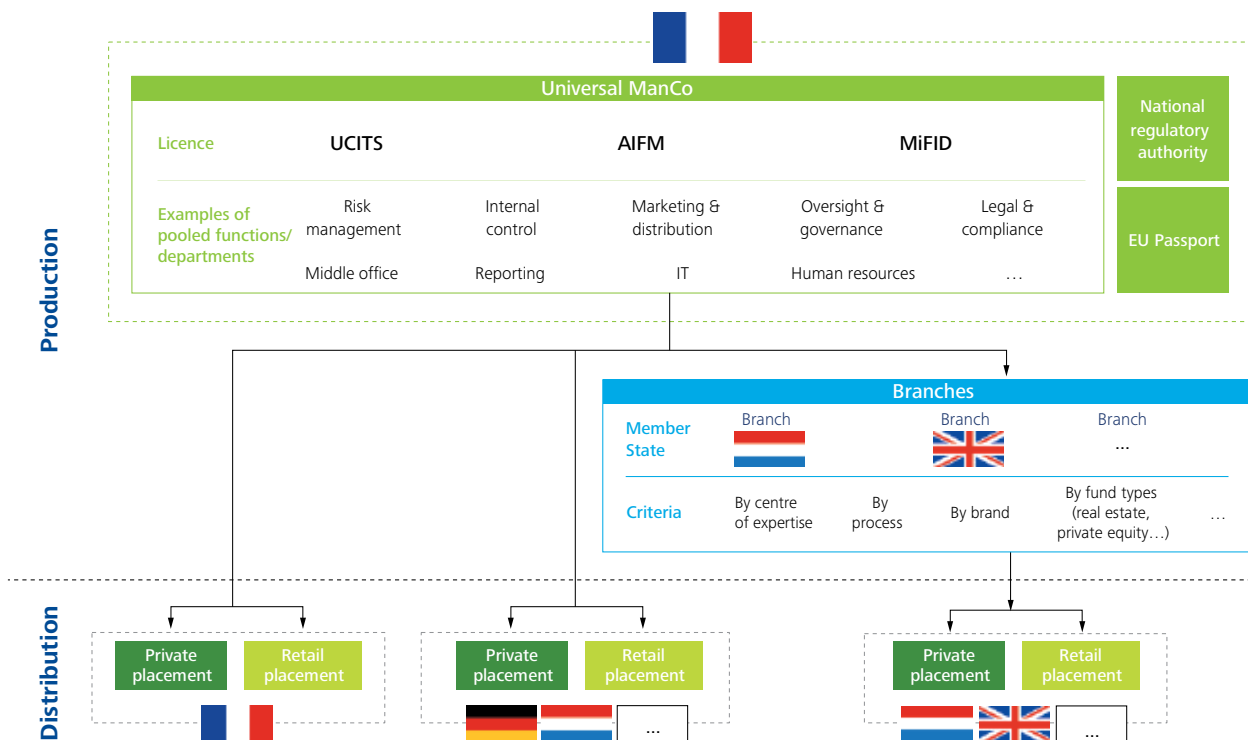 Production
Universal ManCo
Licence
UCITS
AIFM
MiFID
Examples of
pooled functions/
departments
Risk
management
Internal
control
Marketing &
distribution
Oversight &
governance
Legal &
compliance
Middle office
Reporting
IT
Human resources
...
National
regulatory
authority
EU Passport
Branches
Member
State
Branch
Branch
Branch
...
Criteria
By centre
of expertise
By
process
By brand
By fund types
(real estate,
private equity...)
...
Distribution
Private
placement
Retail
placement
Private
placement
Retail
placement
...
Private
placement
Retail
placement
...